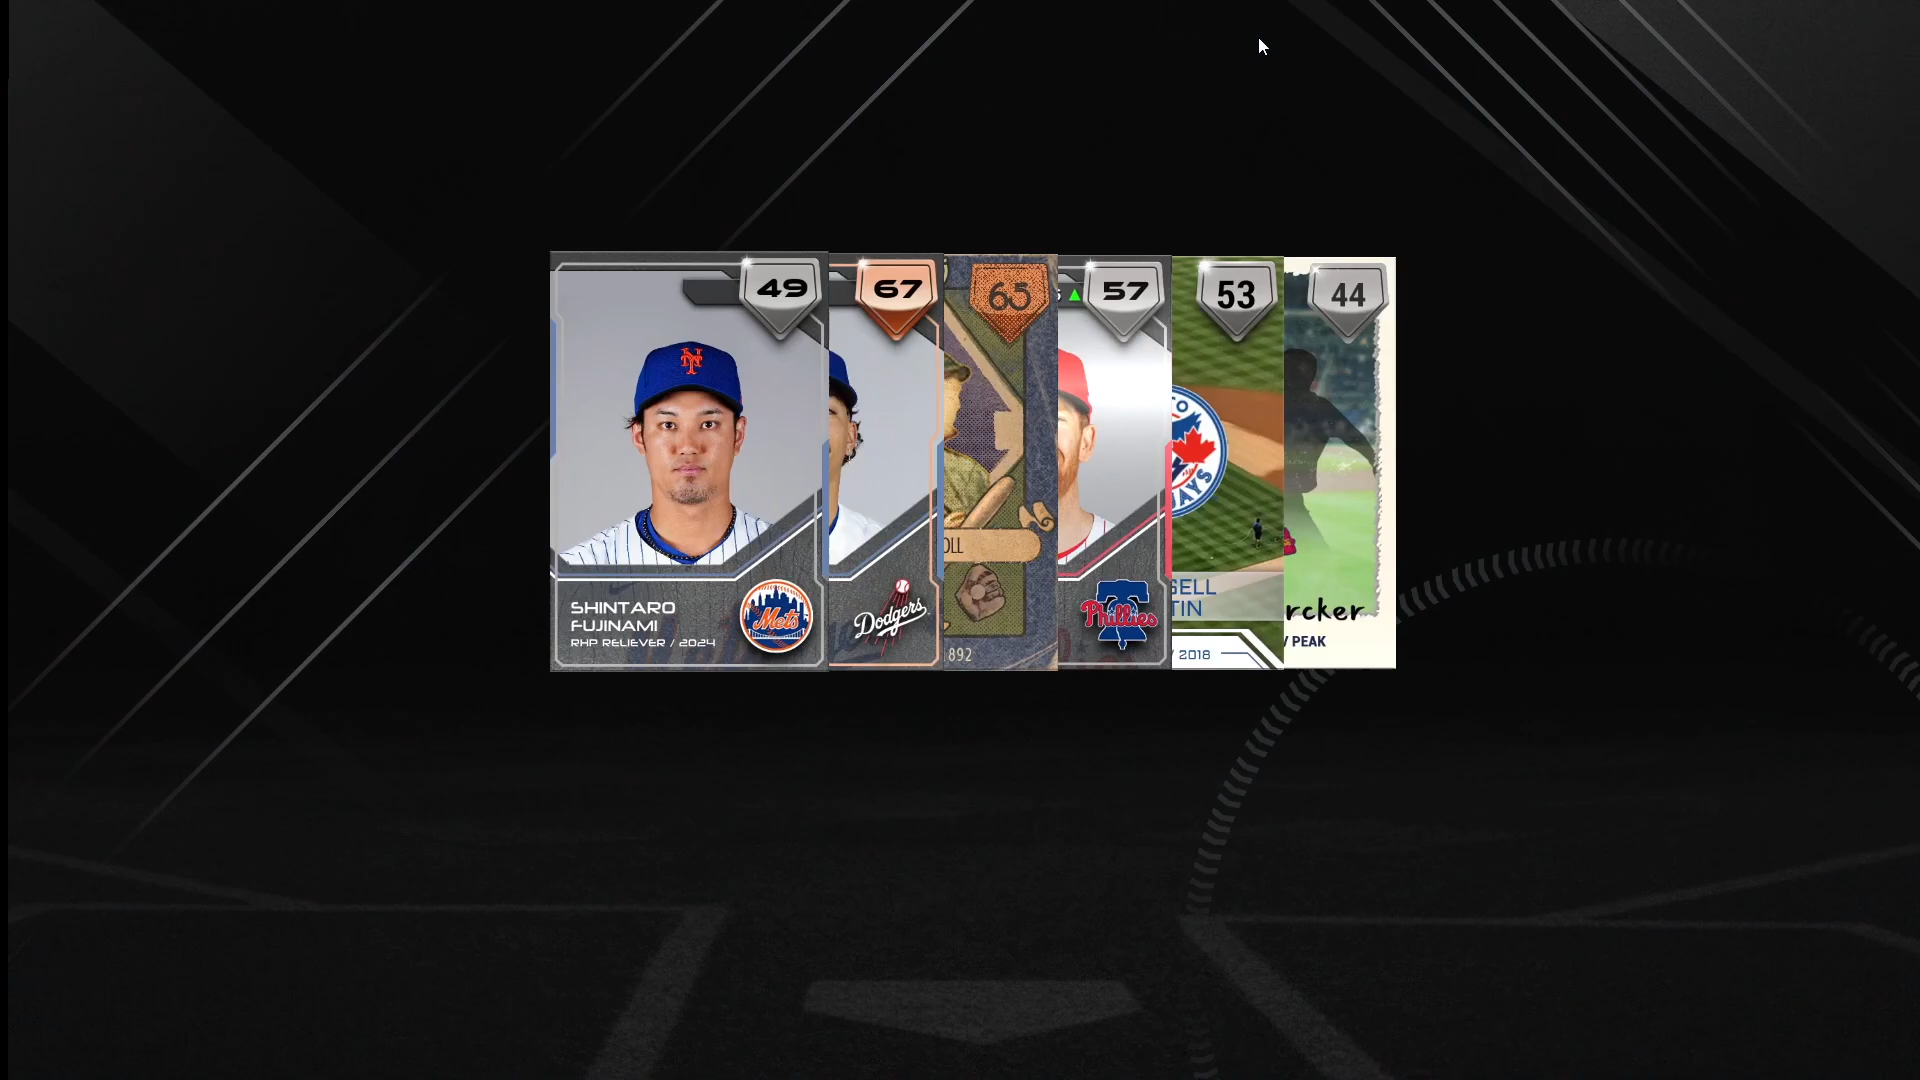 49
SHINTARO
FUJINAMI
RHP RELIEVER / 2024
NY
Mets
67
Dodgers
65
OLL
892
57
Phillies
53
SELL
TIN
/ 2018
44
rcker
/ PEAK